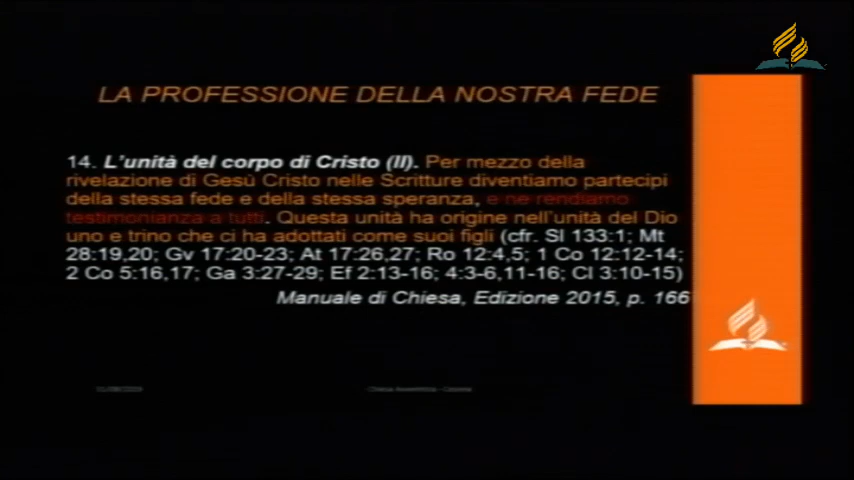 LA PROFESSIONE DELLA NOSTRA FEDE
14. L'unità del corpo di Cristo (II). Per mezzo della
rivelazione di Gesù Cristo nelle Scritture diventiamo partecipi
della stessa fede e della stessa speranza, e ne rendiamo
testimonianza a tutti. Questa unità ha origine nell'unità del Dio
uno e trino che ci ha adottati come suoi figli (cfr. Sl 133:1; Mt
28:19,20; Gv 17:20-23; At 17:26,27; Ro 12:4,5; 1 Co 12:12-14;
2 Co 5:16,17; Ga 3:27-29; Ef 2:13-16; 4:3-6,11-16; Cl 3:10-15)
Manuale di Chiesa, Edizione 2015, p. 166